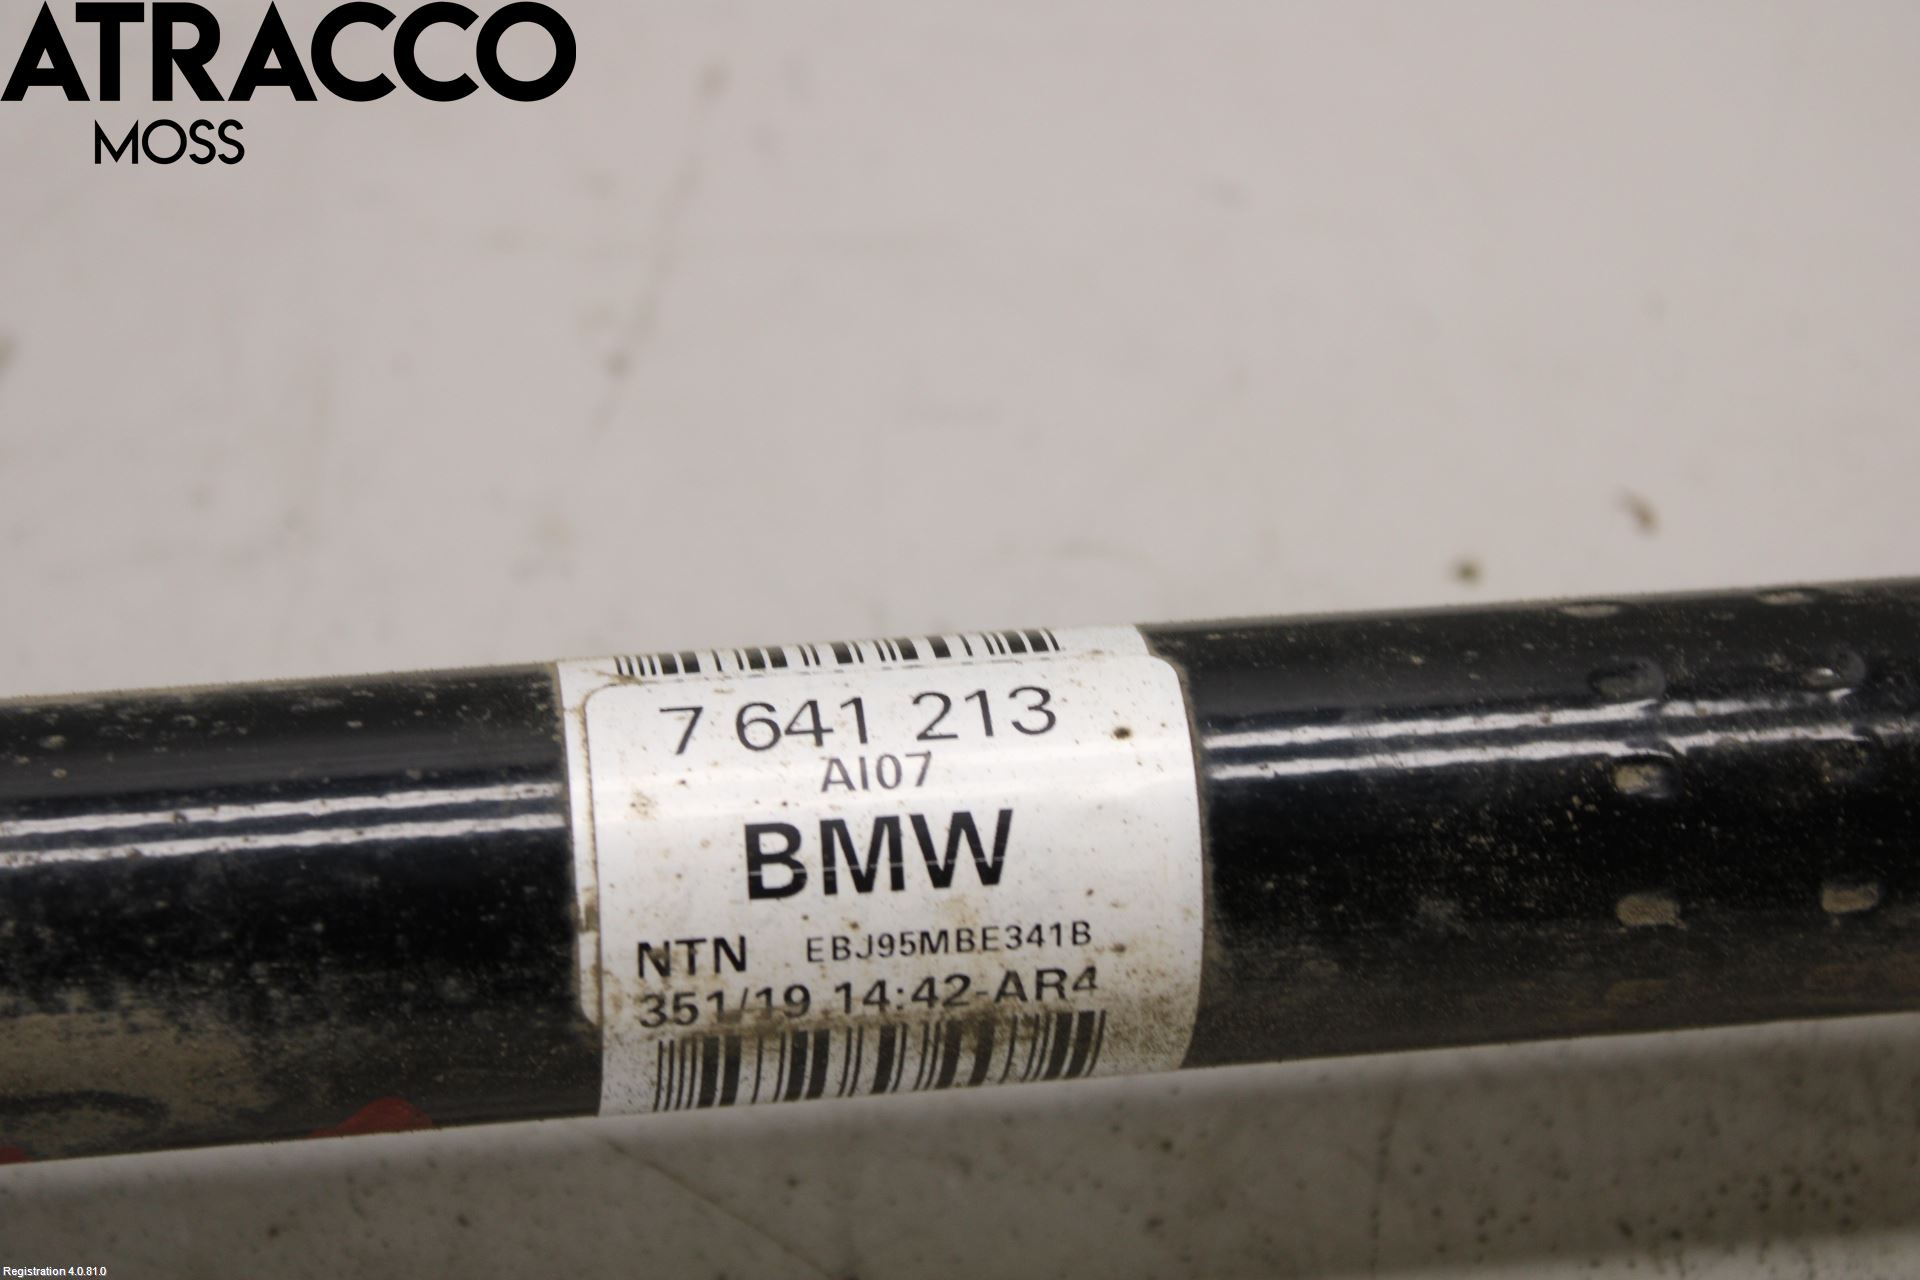 ATRACCO
MOSS
7 641 213
AI07
BMW
NTN EBJ95MBE341B
351/19 14:42-AR4
Registration 4.0.81.0